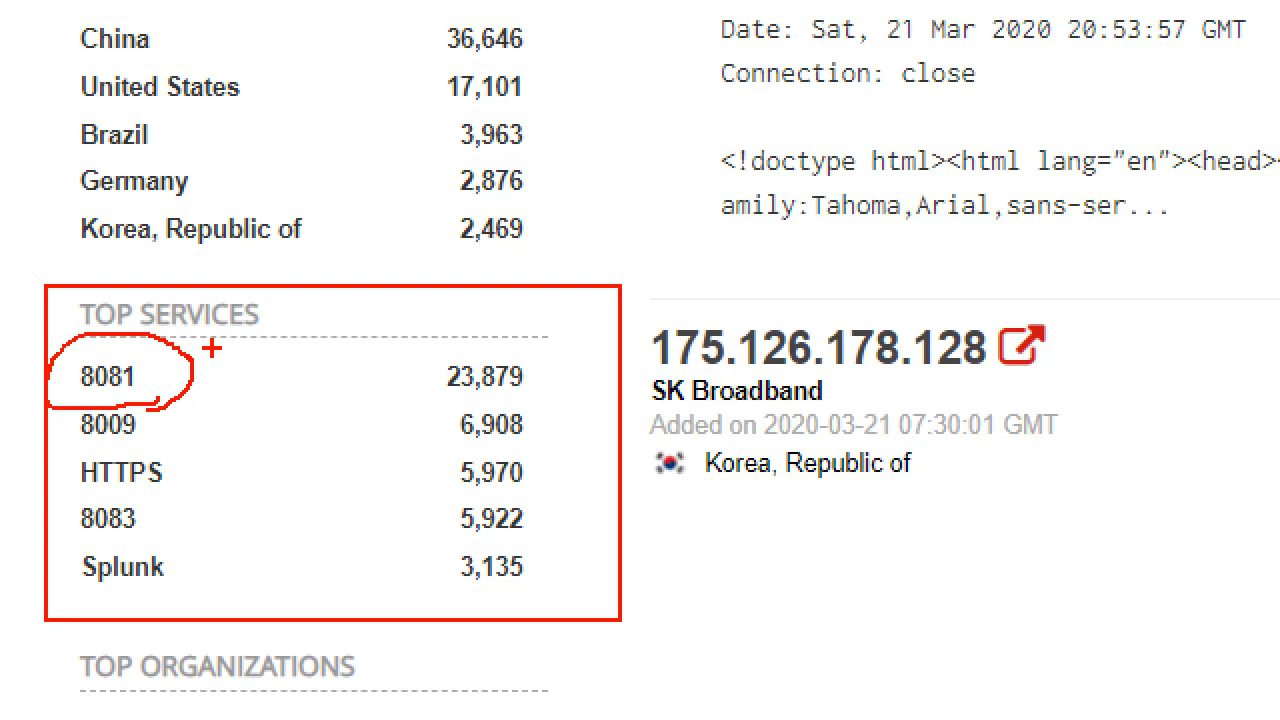 China 36,646
United States 17,101
Brazil 3,963
Germany 2,876
Korea, Republic of 2,469
TOP SERVICES
8081 23,879
8009 6,908
HTTPS 5,970
8083 5,922
Splunk 3,135
TOP ORGANIZATIONS
Date: Sat, 21 Mar 2020 20:53:57 GMT
Connection: close
<!doctype html><html lang="en"><head><
amily:Tahoma,Arial,sans-ser...
175.126.178.128
SK Broadband
Added on 2020-03-21 07:30:01 GMT
Korea, Republic of